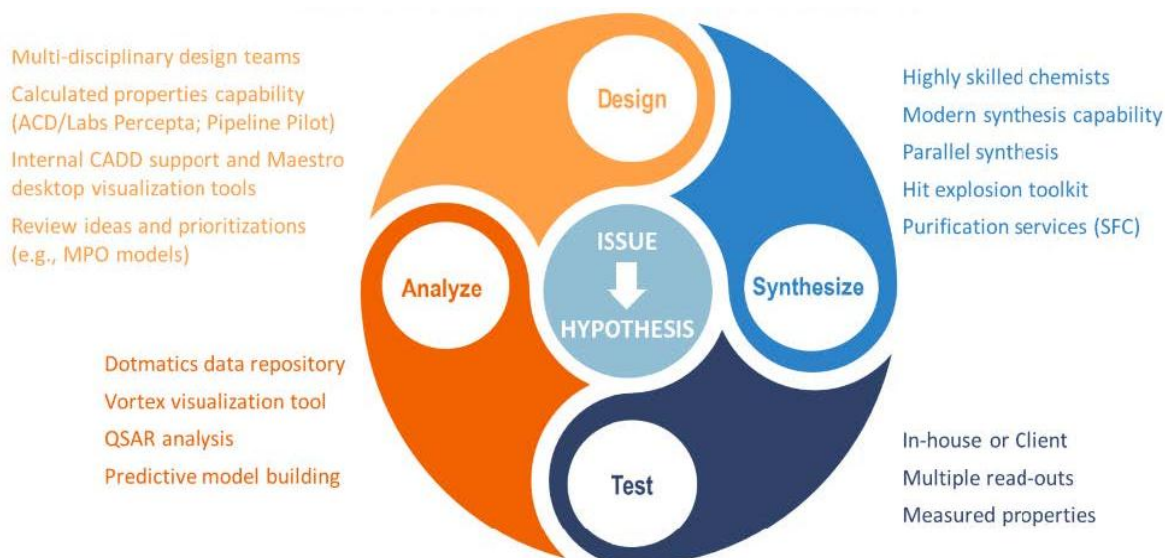 Multi-disciplinary design teams
Calculated properties capability
(ACD/Labs Percepta; Pipeline Pilot)
Internal CADD support and Maestro
desktop visualization tools
Review ideas and prioritizations
(e.g., MPO models)
Design
Highly skilled chemists
Modern synthesis capability
Parallel synthesis
Hit explosion toolkit
Purification services (SFC)
Analyze
ISSUE
HYPOTHESIS
Synthesize
Dotmatics data repository
Vortex visualization tool
QSAR analysis
Predictive model building
Test
In-house or Client
Multiple read-outs
Measured properties